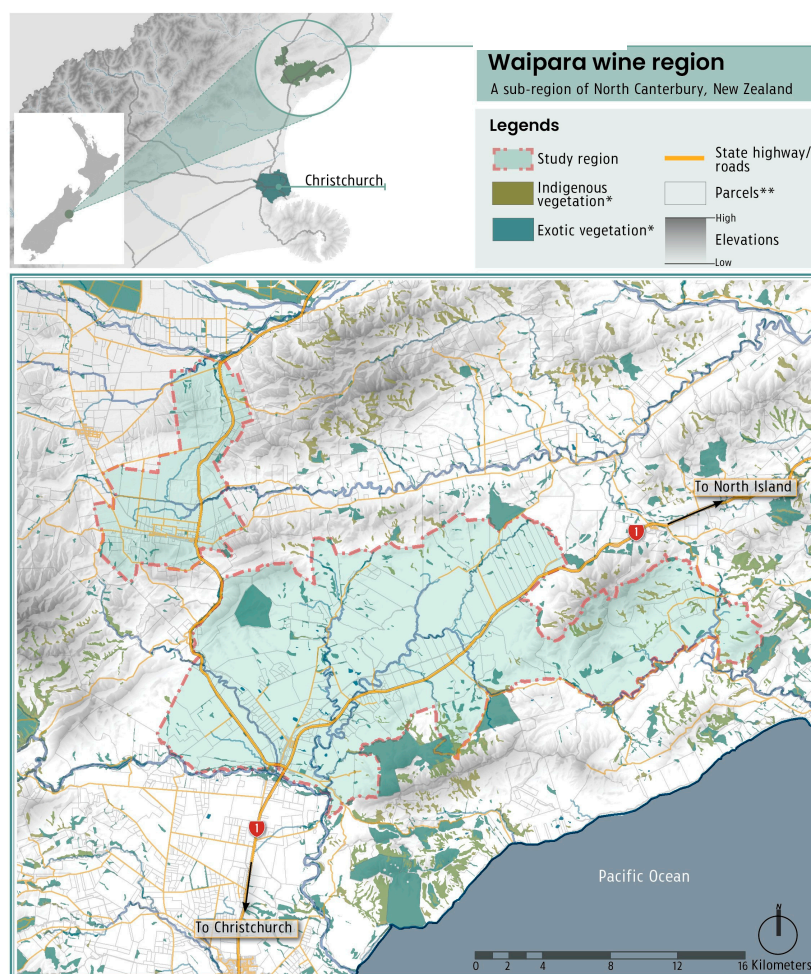 Waipara wine region
A sub-region of North Canterbury, New Zealand
Legends
Study region
Indigenous
vegetation*
Exotic vegetation*
State highway/
roads
Parcels**
High
Elevations
Low
Christchurch
To North Island
1
1
To Christchurch
Pacific Ocean
N
0 2 4 8 12 16 Kilometers